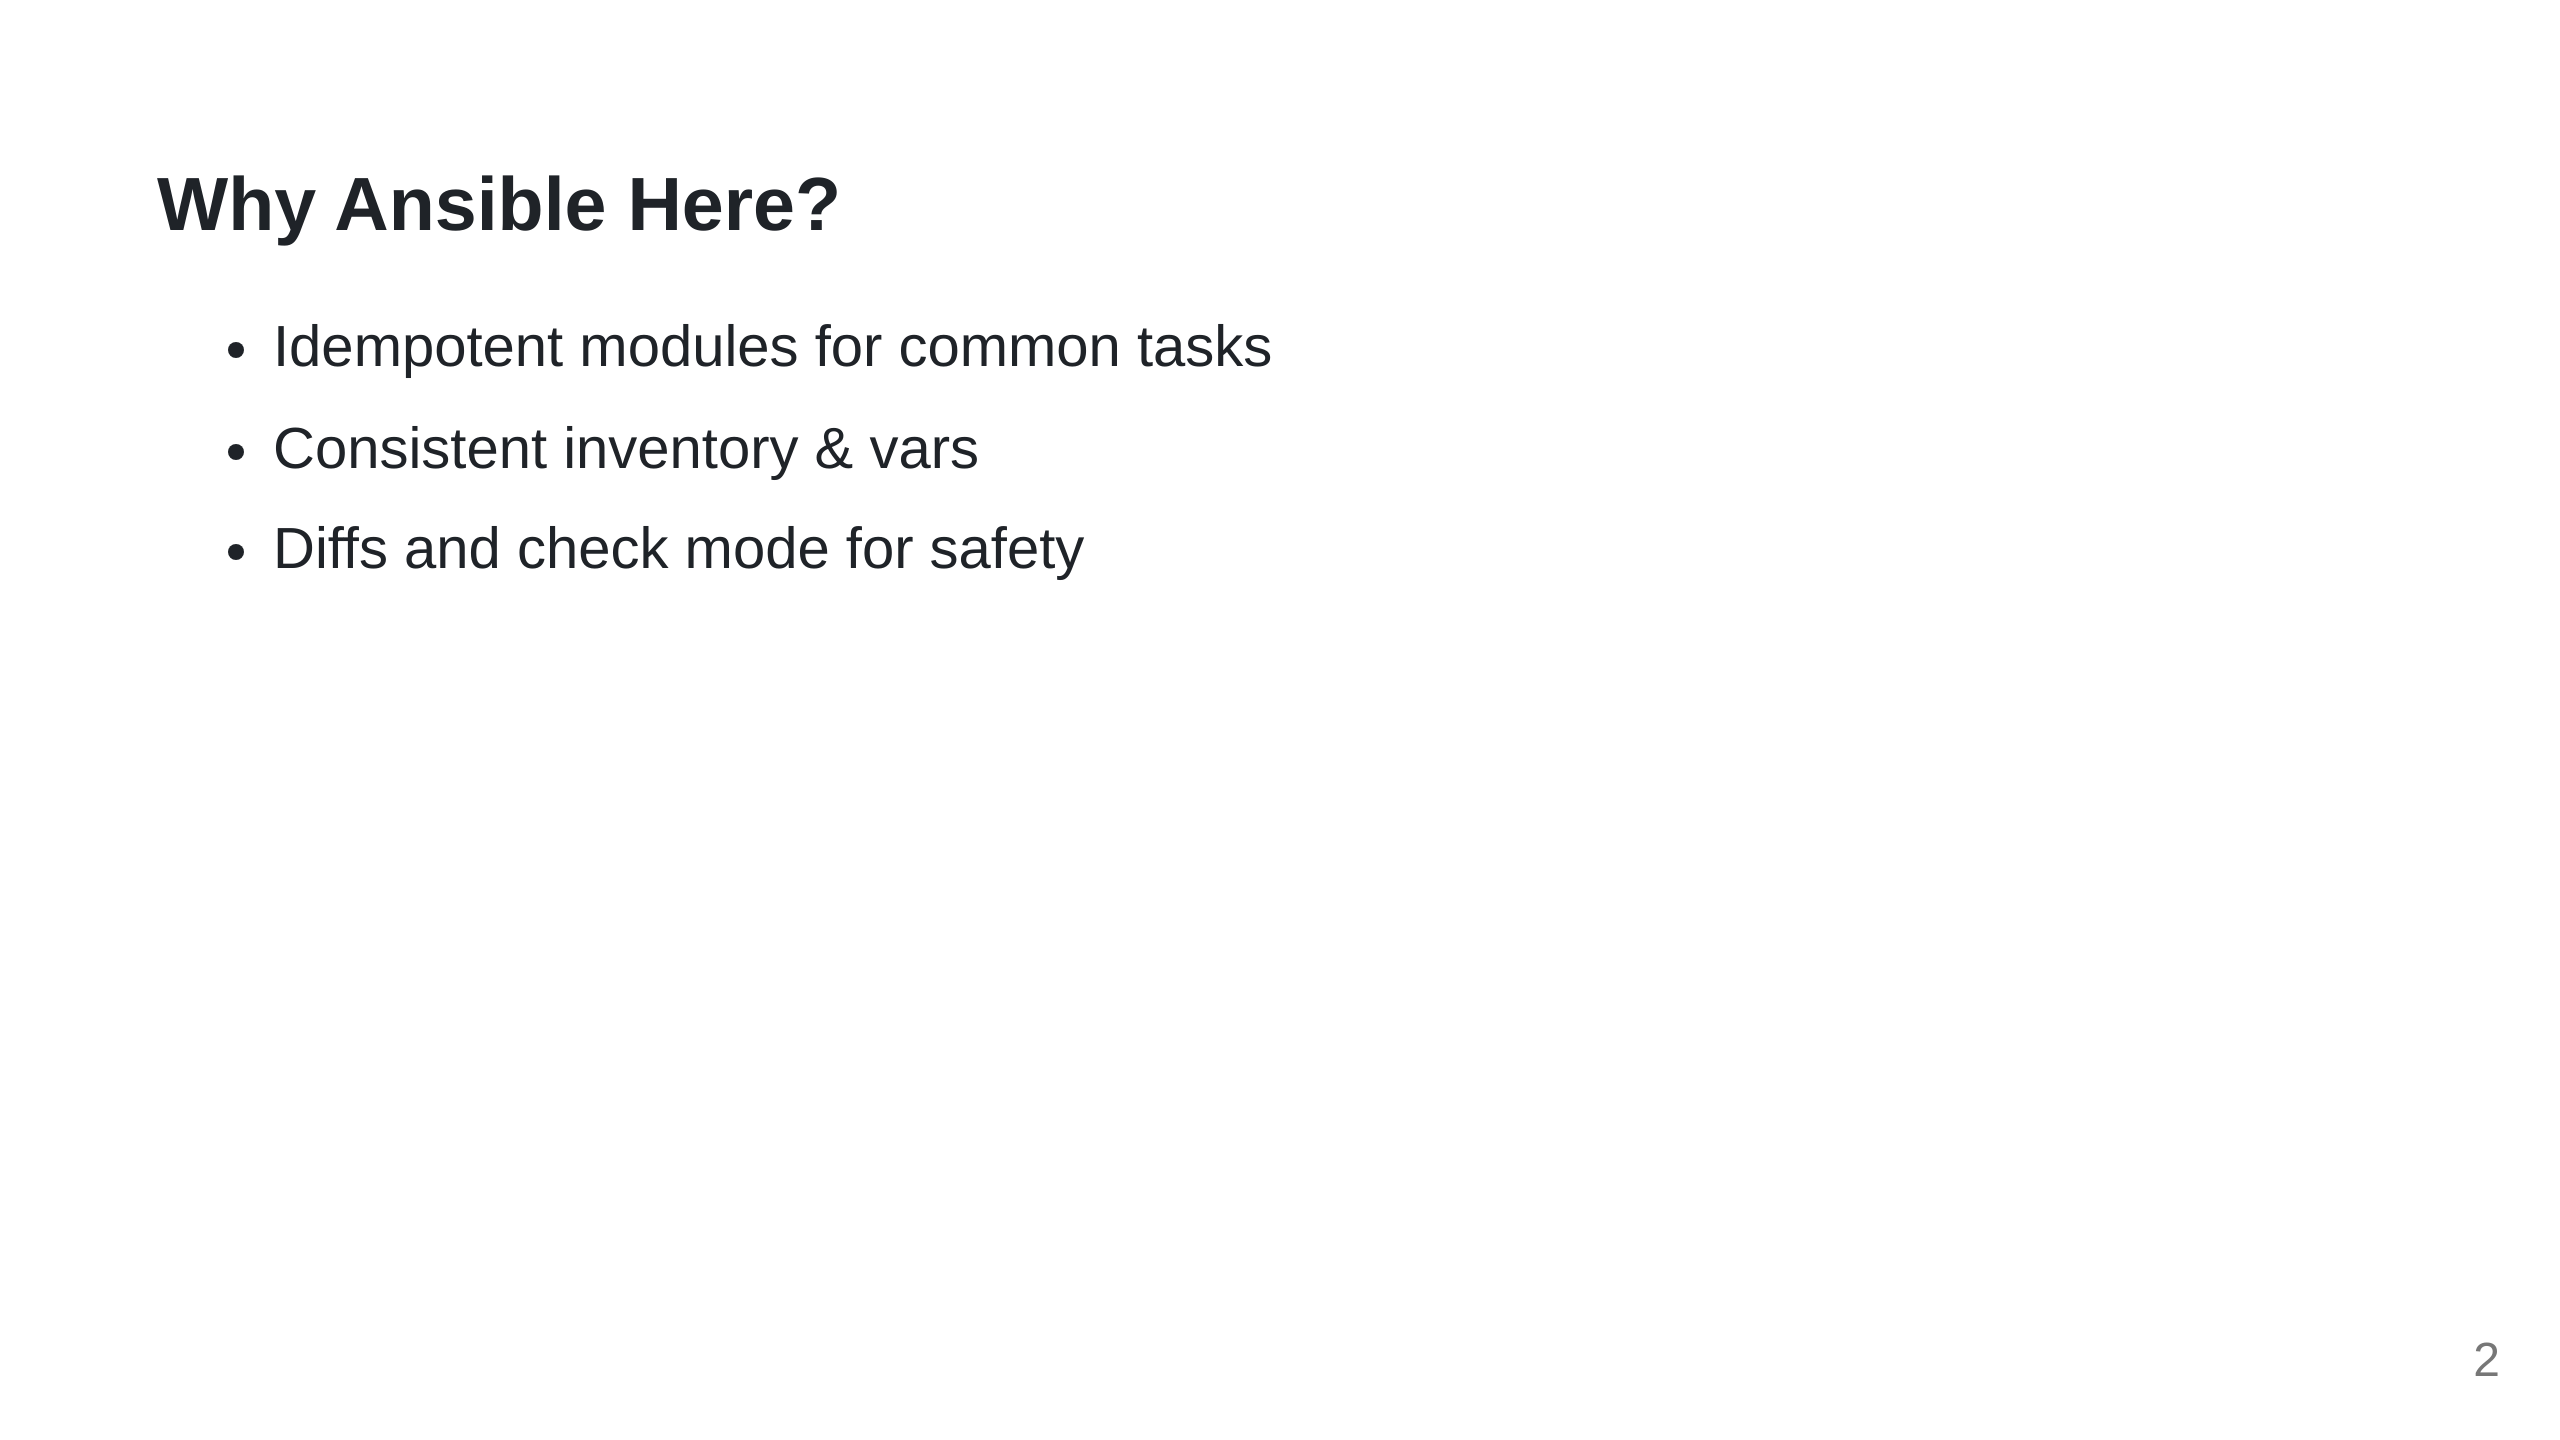 Why Ansible Here?
• Idempotent modules for common tasks
• Consistent inventory & vars
• Diffs and check mode for safety
2